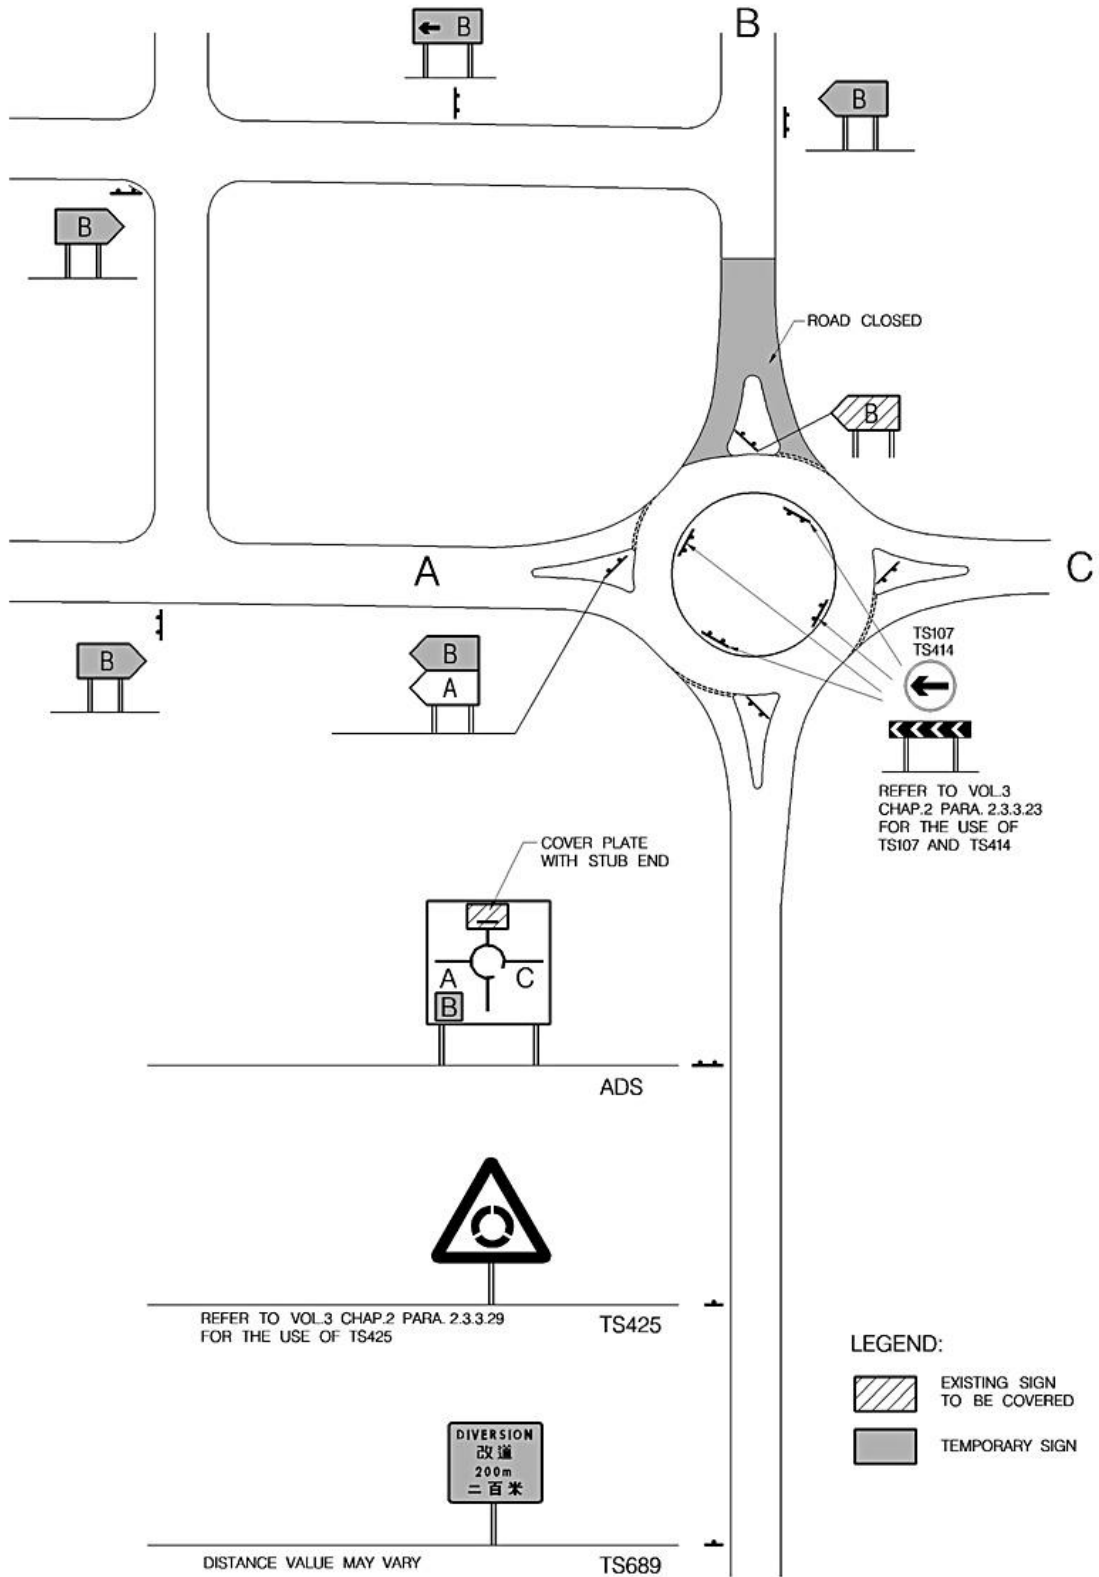 B
B
B
B
ROAD CLOSED
B
A
C
TS107
TS414
B
B
A
REFER TO VOL.3
CHAP.2 PARA. 2.3.3.23
FOR THE USE OF
TS107 AND TS414
COVER PLATE
WITH STUB END
A
C
B
ADS
REFER TO VOL.3 CHAP.2 PARA. 2.3.3.29
FOR THE USE OF TS425
TS425
LEGEND:
EXISTING SIGN
TO BE COVERED
TEMPORARY SIGN
DIVERSION
改道
200m
二百米
DISTANCE VALUE MAY VARY
TS689